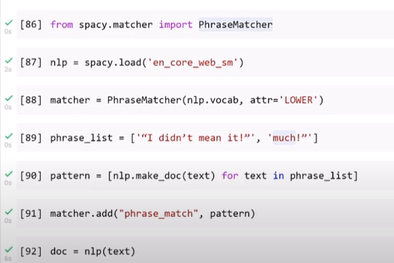 [86] from spacy.matcher import PhraseMatcher
0s
[87] nlp = spacy.load('en_core_web_sm')
2s
[88] matcher = PhraseMatcher(nlp.vocab, attr='LOWER')
0s
[89] phrase_list = ['“I didn’t mean it!”', 'much!”']
0s
[90] pattern = [nlp.make_doc(text) for text in phrase_list]
0s
[91] matcher.add("phrase_match", pattern)
0s
[92] doc = nlp(text)
6s